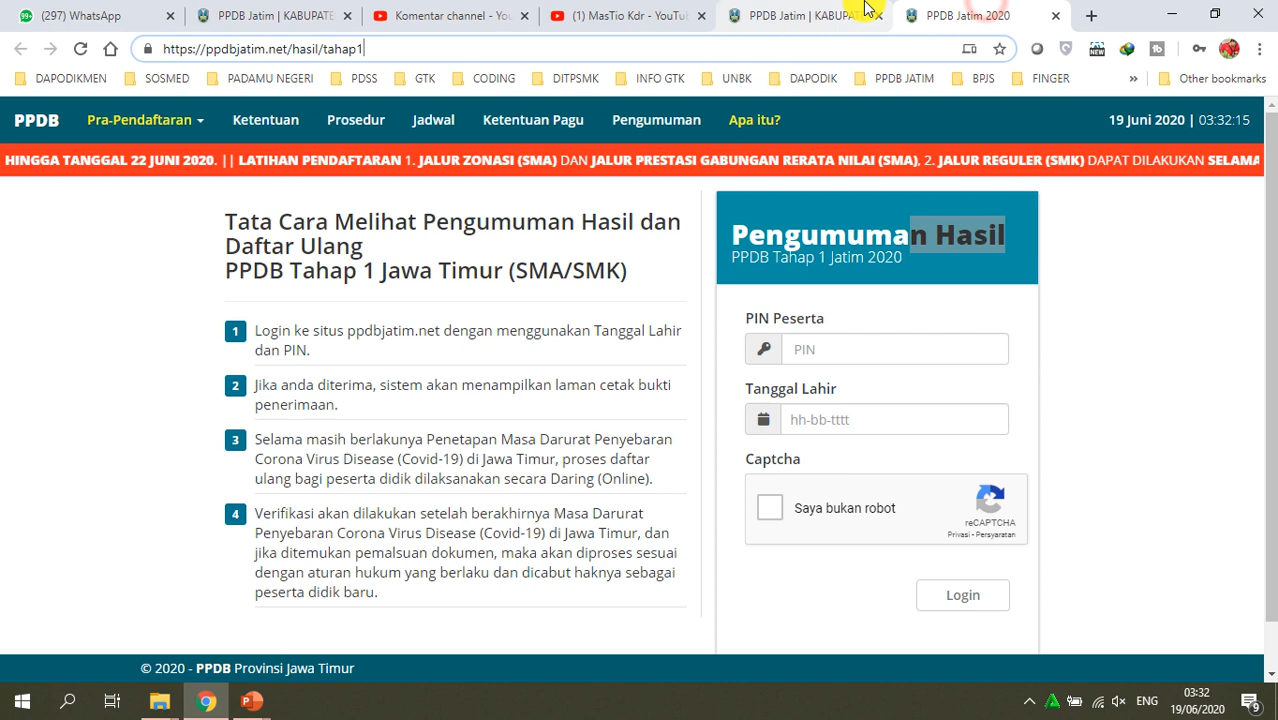 (297) WhatsApp
PPDB Jatim | KABUPATE
Komentar channel - Yo
(1) MasTio Kdr - YouTub
PPDB Jatim | KABUPATE
PPDB Jatim 2020
https://ppdbjatim.net/hasil/tahap1
DAPODIKMEN
SOSMED
PADAMU NEGERI
PDSS
GTK
CODING
DITPSMK
INFO GTK
UNBK
DAPODIK
PPDB JATIM
BPJS
FINGER
»
Other bookmarks
PPDB
Pra-Pendaftaran
Ketentuan
Prosedur
Jadwal
Ketentuan Pagu
Pengumuman
Apa itu?
19 Juni 2020 | 03:32:15
HINGGA TANGGAL 22 JUNI 2020. || LATIHAN PENDAFTARAN 1. JALUR ZONASI (SMA) DAN JALUR PRESTASI GABUNGAN RERATA NILAI (SMA), 2. JALUR REGULER (SMK) DAPAT DILAKUKAN SELAMA
Tata Cara Melihat Pengumuman Hasil dan
Daftar Ulang
PPDB Tahap 1 Jawa Timur (SMA/SMK)
1 Login ke situs ppdbjatim.net dengan menggunakan Tanggal Lahir
dan PIN.
2 Jika anda diterima, sistem akan menampilkan laman cetak bukti
penerimaan.
3 Selama masih berlakunya Penetapan Masa Darurat Penyebaran
Corona Virus Disease (Covid-19) di Jawa Timur, proses daftar
ulang bagi peserta didik dilaksanakan secara Daring (Online).
4 Verifikasi akan dilakukan setelah berakhirnya Masa Darurat
Penyebaran Corona Virus Disease (Covid-19) di Jawa Timur, dan
jika ditemukan pemalsuan dokumen, maka akan diproses sesuai
dengan aturan hukum yang berlaku dan dicabut haknya sebagai
peserta didik baru.
Pengumuman Hasil
PPDB Tahap 1 Jatim 2020
PIN Peserta
PIN
Tanggal Lahir
hh-bb-tttt
Captcha
Saya bukan robot
reCAPTCHA
Privasi - Persyaratan
Login
© 2020 - PPDB Provinsi Jawa Timur
ENG
03:32
19/06/2020
9